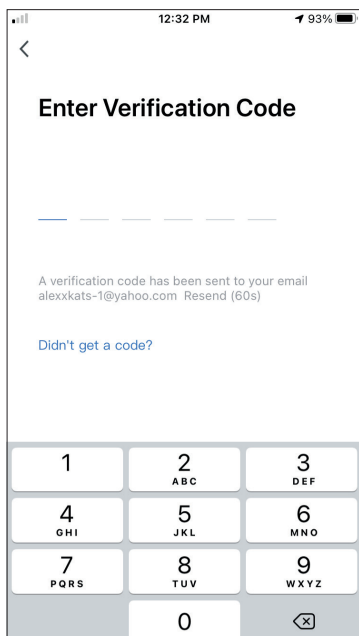 12:32 PM
93%
Enter Verification Code
A verification code has been sent to your email
alexxkats-1@yahoo.com Resend (60s)
Didn't get a code?
1 2 3
ABC DEF
4 5 6
GHI JKL MNO
7 8 9
PQRS TUV WXYZ
0